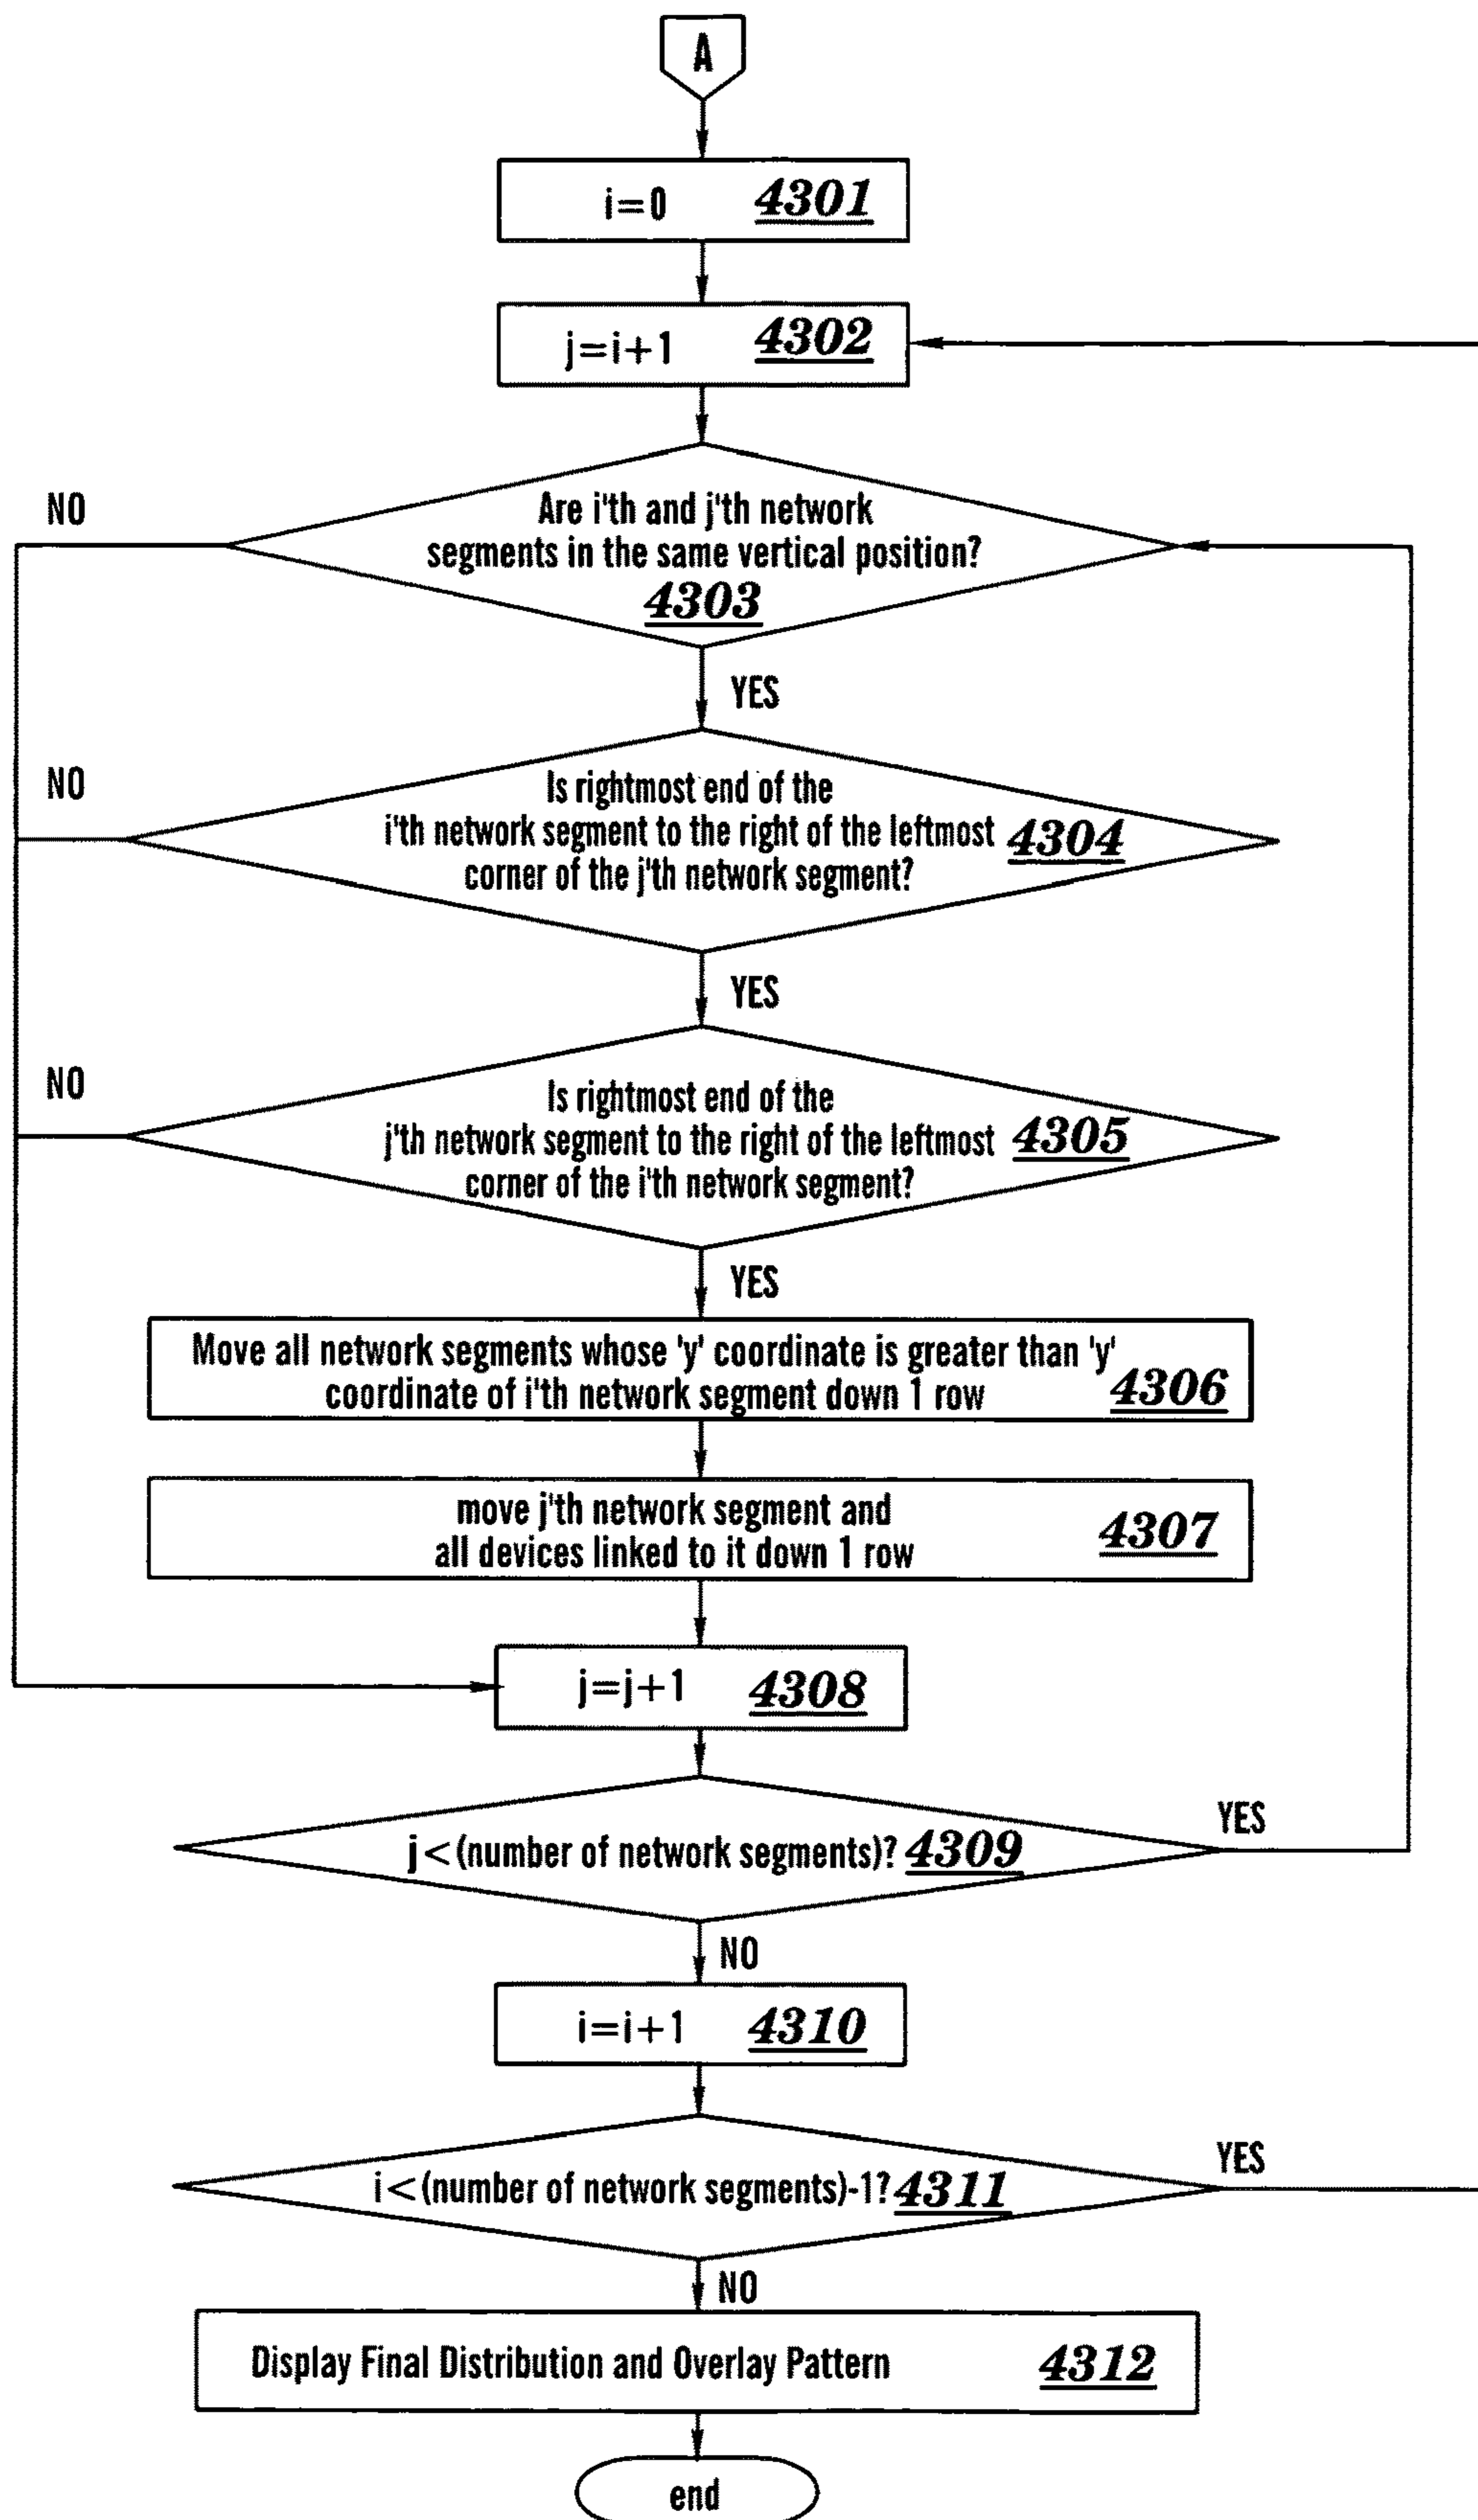 A
i=0 4301
j=i+1 4302
NO
Are i'th and j'th network
segments in the same vertical position?
4303
YES
NO
Is rightmost end of the
i'th network segment to the right of the leftmost 4304
corner of the j'th network segment?
YES
NO
Is rightmost end of the
j'th network segment to the right of the leftmost 4305
corner of the i'th network segment?
YES
Move all network segments whose 'y' coordinate is greater than 'y'
coordinate of i'th network segment down 1 row 4306
move j'th network segment and
all devices linked to it down 1 row 4307
j=j+1 4308
YES
j<(number of network segments)? 4309
NO
i=i+1 4310
YES
i<(number of network segments)-1? 4311
NO
Display Final Distribution and Overlay Pattern 4312
end